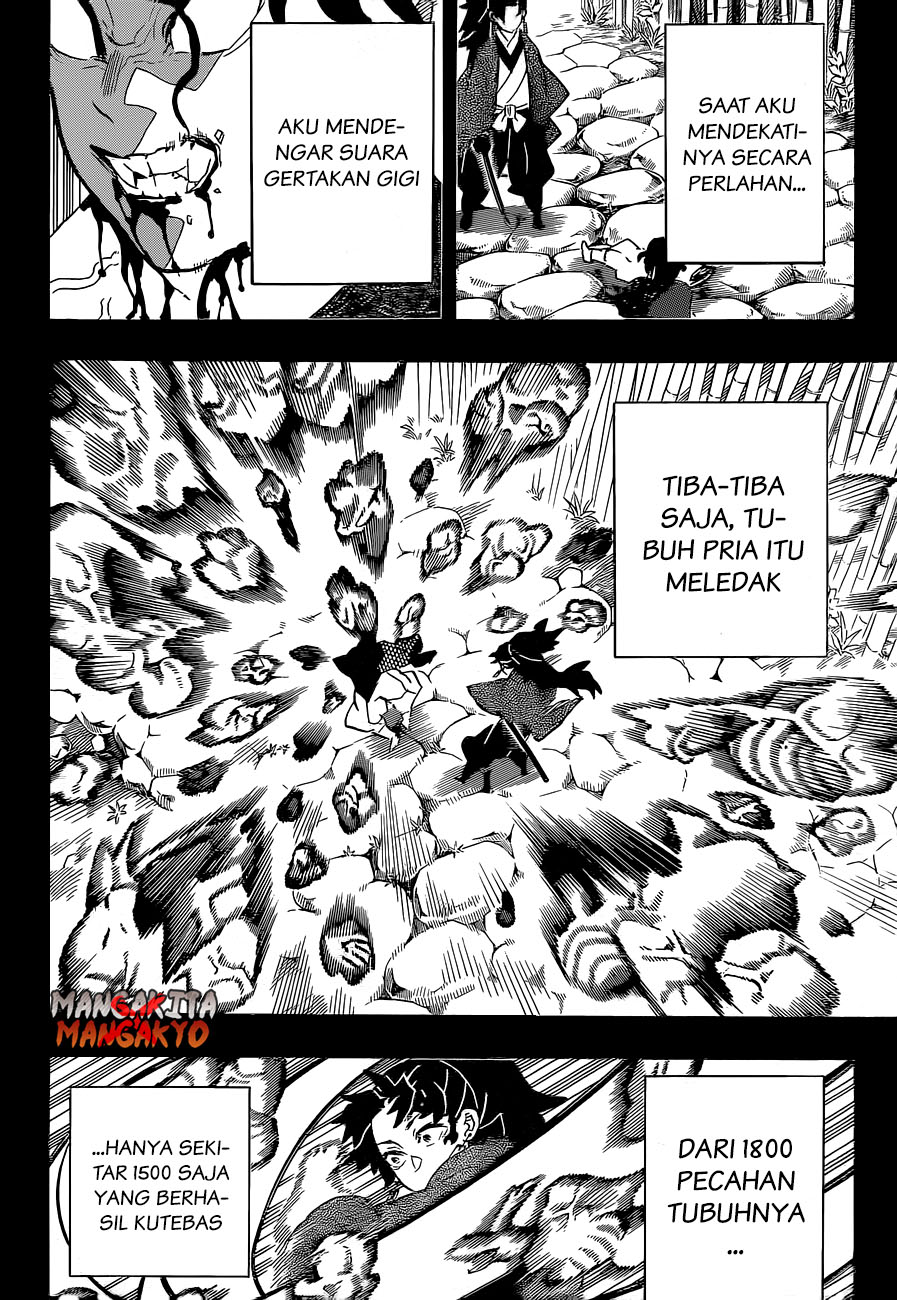 SAAT AKU
MENDEKATI-
NYA SECARA
PERLAHAN...
AKU MENDE-
NGAR SUARA
GERTAKAN GIGI
TIBA-TIBA
SAJA, TU-
BUH PRIA ITU
MELEDAK
MANGAKITA
MANGAKYO
DARI 1800
PECAHAN
TUBUHNYA
...
...HANYA SEKI-
TAR 1500 SAJA
YANG BERHA-
SIL KUTEBAS